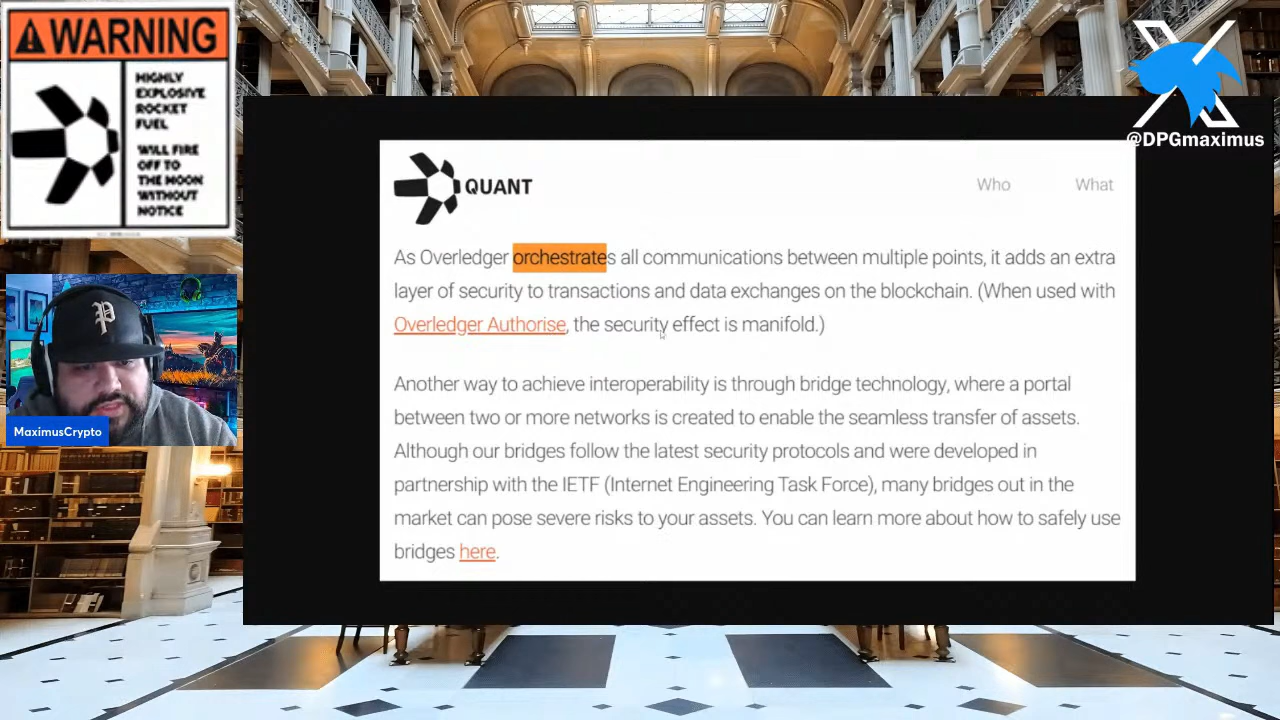 WARNING
HIGHLY
EXPLOSIVE
ROCKET
FUEL
WILL FIRE
OFF TO
THE MOON
WITHOUT
NOTICE
@DPGmaximus
QUANT
Who What
As Overledger orchestrates all communications between multiple points, it adds an extra
layer of security to transactions and data exchanges on the blockchain. (When used with
Overledger Authorise, the security effect is manifold.)
Another way to achieve interoperability is through bridge technology, where a portal
between two or more networks is created to enable the seamless transfer of assets.
Although our bridges follow the latest security protocols and were developed in
partnership with the IETF (Internet Engineering Task Force), many bridges out in the
market can pose severe risks to your assets. You can learn more about how to safely use
bridges here.
P
MaximusCrypto